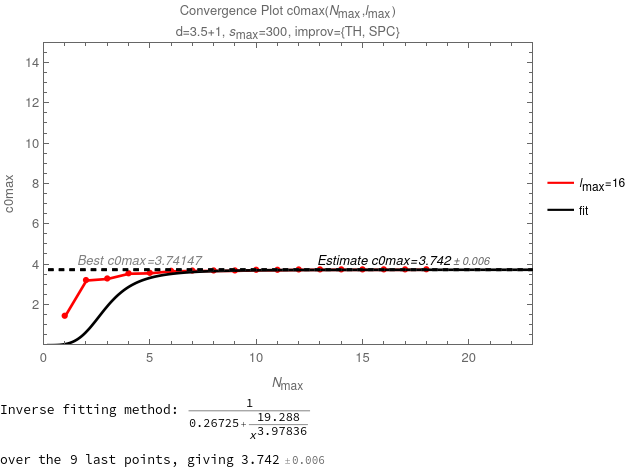 Convergence Plot c0max(Nmax,lmax)
d=3.5+1, smax=300, improv={TH, SPC}
14
12
10
8
6
4
2
c0max
Best c0max=3.74147
Estimate c0max=3.742 ±0.006
lmax=16
fit
0 5 10 15 20
Nmax
Inverse fitting method: 1
0.26725+ 19.288
x^3.97836
over the 9 last points, giving 3.742 ±0.006